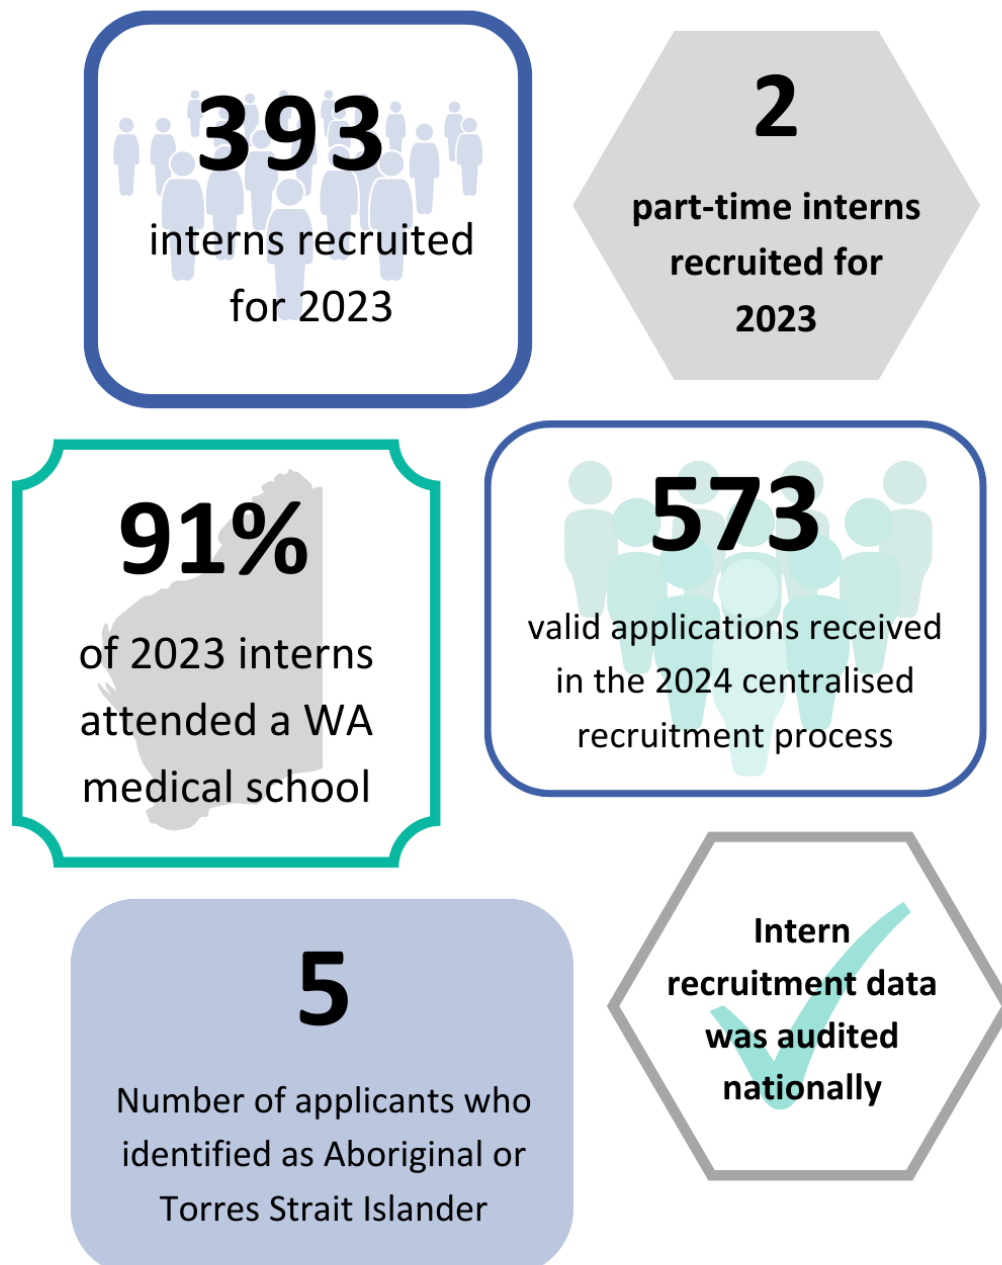 393
interns recruited
for 2023
2
part-time interns
recruited for
2023
91%
of 2023 interns
attended a WA
medical school
573
valid applications received
in the 2024 centralised
recruitment process
5
Number of applicants who
identified as Aboriginal or
Torres Strait Islander
Intern
recruitment data
was audited
nationally